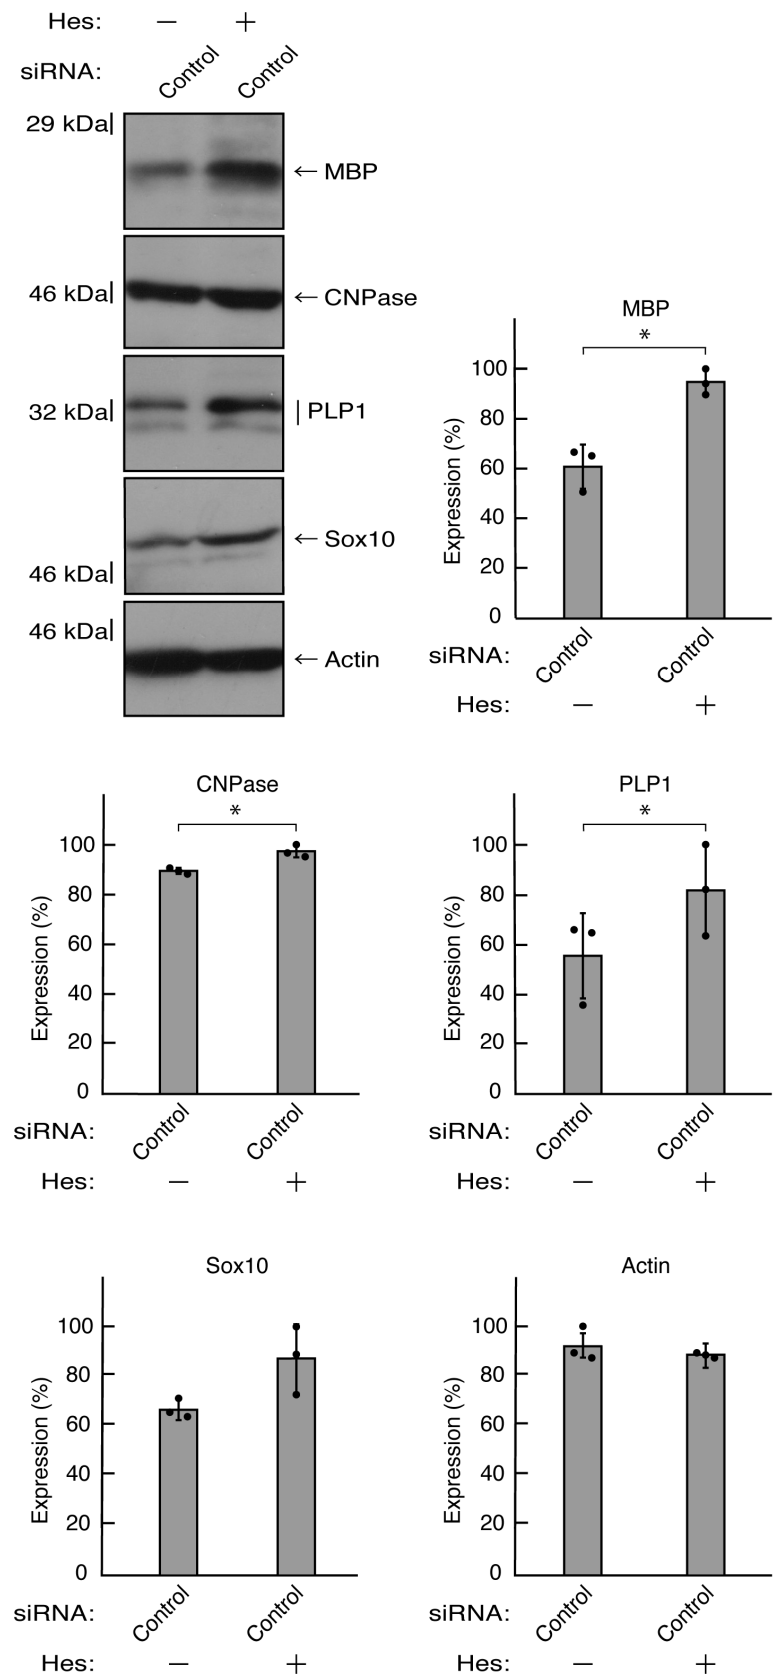 Hes: − +
siRNA: Control Control
29 kDa
← MBP
46 kDa
← CNPase
32 kDa
PLP1
← Sox10
46 kDa
46 kDa
← Actin
MBP
*
Expression (%)
100
80
60
40
20
0
siRNA: Control Control
Hes: − +
CNPase
*
Expression (%)
100
80
60
40
20
0
siRNA: Control Control
Hes: − +
PLP1
*
Expression (%)
100
80
60
40
20
0
siRNA: Control Control
Hes: − +
Sox10
Expression (%)
100
80
60
40
20
0
siRNA: Control Control
Hes: − +
Actin
Expression (%)
100
80
60
40
20
0
siRNA: Control Control
Hes: − +